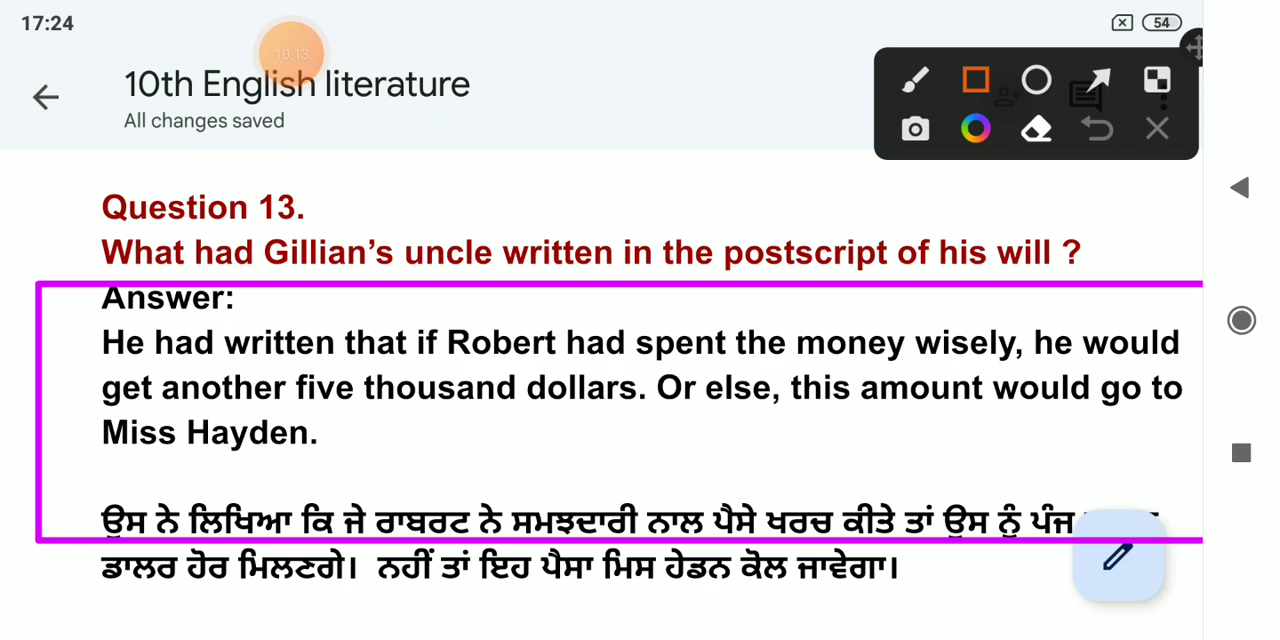 17:24
54
10:13
10th English literature
All changes saved
Question 13.
What had Gillian’s uncle written in the postscript of his will ?
Answer:
He had written that if Robert had spent the money wisely, he would
get another five thousand dollars. Or else, this amount would go to
Miss Hayden.
ਉਸ ਨੇ ਲਿਖਿਆ ਕਿ ਜੇ ਰਾਬਰਟ ਨੇ ਸਮਝਦਾਰੀ ਨਾਲ ਪੈਸੇ ਖਰਚ ਕੀਤੇ ਤਾਂ ਉਸ ਨੂੰ ਪੰਜ
ਡਾਲਰ ਹੋਰ ਮਿਲਣਗੇ। ਨਹੀਂ ਤਾਂ ਇਹ ਪੈਸਾ ਮਿਸ ਹੇਡਨ ਕੋਲ ਜਾਵੇਗਾ।